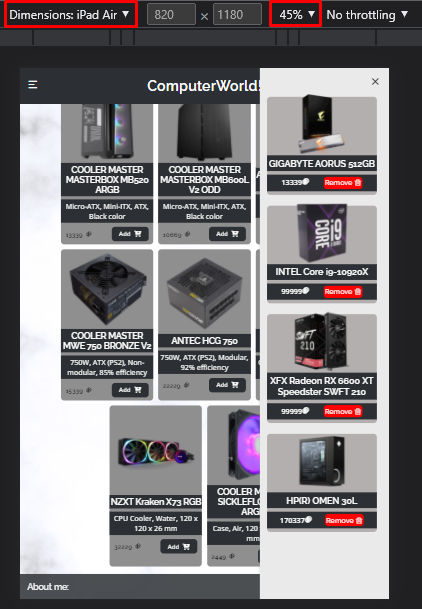 Dimensions: iPad Air ▼ 820 × 1180 45% ▼ No throttling ▼
☰ ComputerWorld! ×
COOLER MASTER
MASTERBOX MB520
ARGB
Micro-ATX, Mini-ITX, ATX,
Black color
13339
Add
COOLER MASTER
MASTERBOX MB600L
V2 ODD
Micro-ATX, Mini-ITX, ATX,
Black color
10669
Add
COOLER MASTER
MWE 750 BRONZE V2
750W, ATX (PS2), Non-
modular, 85% efficiency
15339
Add
ANTEC HCG 750
750W, ATX (PS2), Modular,
92% efficiency
22229
Add
NZXT Kraken X73 RGB
CPU Cooler, Water, 120 x
120 x 26 mm
32229
Add
COOLER M
SICKLEFLO
ARG
Case, Air, 120
mm
7449
GIGABYTE AORUS 512GB
13339 Remove
CORE i9
INTEL Core i9-10920X
99999 Remove
SWFT
210
XFX Radeon RX 6600 XT
Speedster SWFT 210
99999 Remove
HP(R) OMEN 30L
170337 Remove
About me: